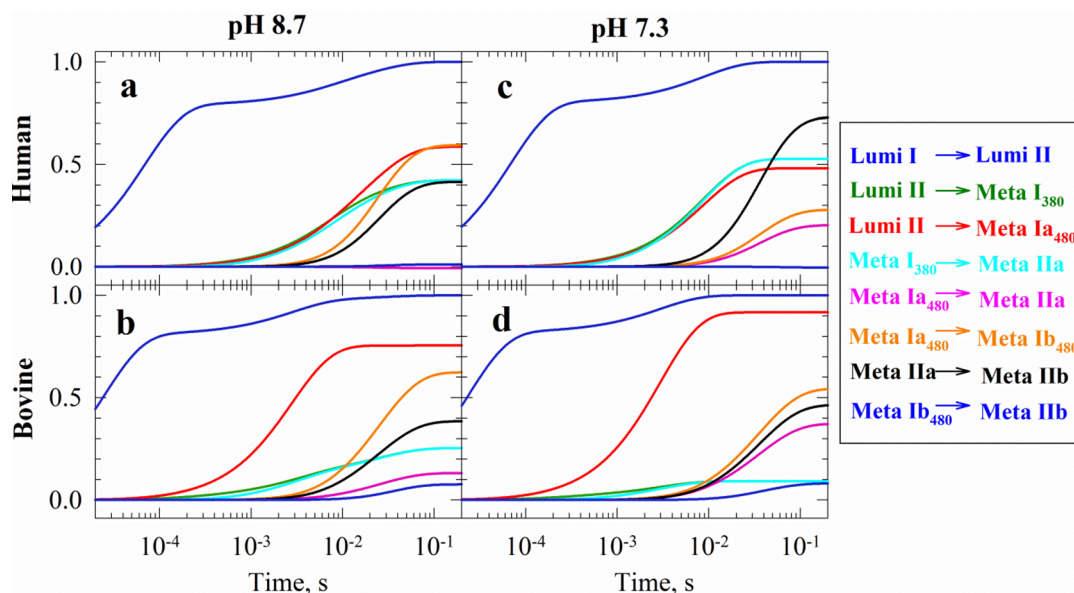 pH 8.7 pH 7.3
Human
1.0
0.5
0.0
a
c
Bovine
1.0
0.5
0.0
b
d
10⁻⁴ 10⁻³ 10⁻² 10⁻¹ 10⁻⁴ 10⁻³ 10⁻² 10⁻¹
Time, s Time, s
Lumi I → Lumi II
Lumi II → Meta I₃₈₀
Lumi II → Meta Ia₄₈₀
Meta I₃₈₀ → Meta IIa
Meta Ia₄₈₀ → Meta IIa
Meta Ia₄₈₀ → Meta Ib₄₈₀
Meta IIa → Meta IIb
Meta Ib₄₈₀ → Meta IIb